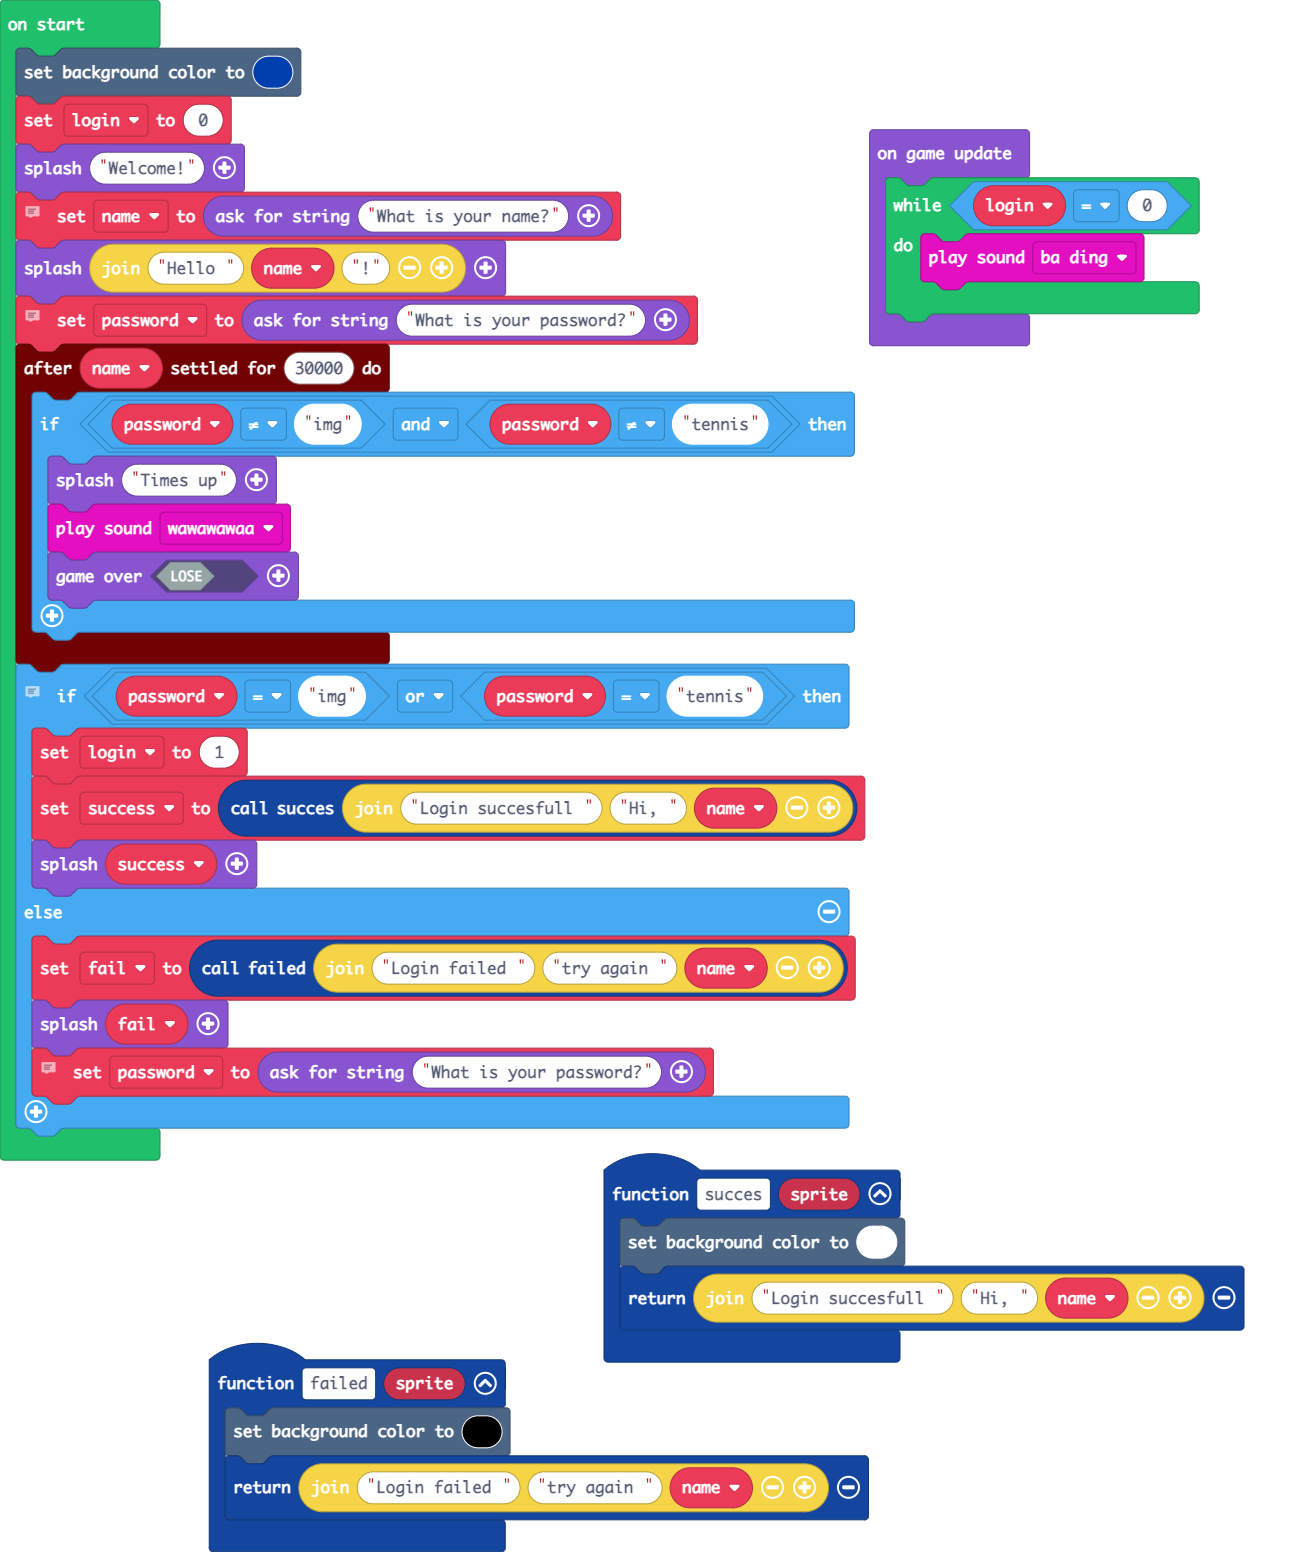 on start
set background color to
set login to 0
splash "Welcome!"
set name to ask for string "What is your name?"
splash join "Hello " name "!"
set password to ask for string "What is your password?"
after name settled for 30000 do
if password ≠ "img" and password ≠ "tennis" then
splash "Times up"
play sound wawawawaa
game over LOSE
if password = "img" or password = "tennis" then
set login to 1
set success to call succes join "Login succesfull " "Hi, " name
splash success
else
set fail to call failed join "Login failed " "try again " name
splash fail
set password to ask for string "What is your password?"
on game update
while login = 0
do play sound ba ding
function succes sprite
set background color to
return join "Login succesfull " "Hi, " name
function failed sprite
set background color to
return join "Login failed " "try again " name